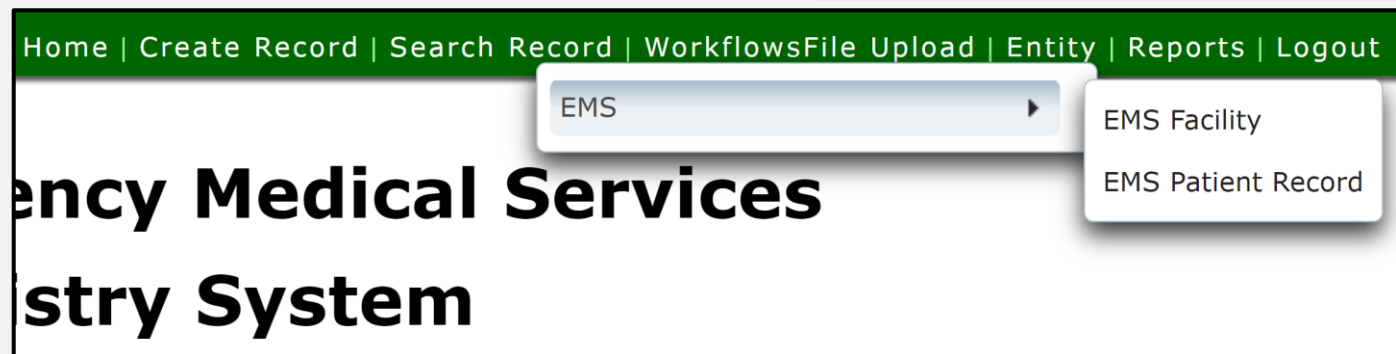 Home | Create Record | Search Record | WorkflowsFile Upload | Entity | Reports | Logout
EMS
EMS Facility
EMS Patient Record
ency Medical Services
istry System